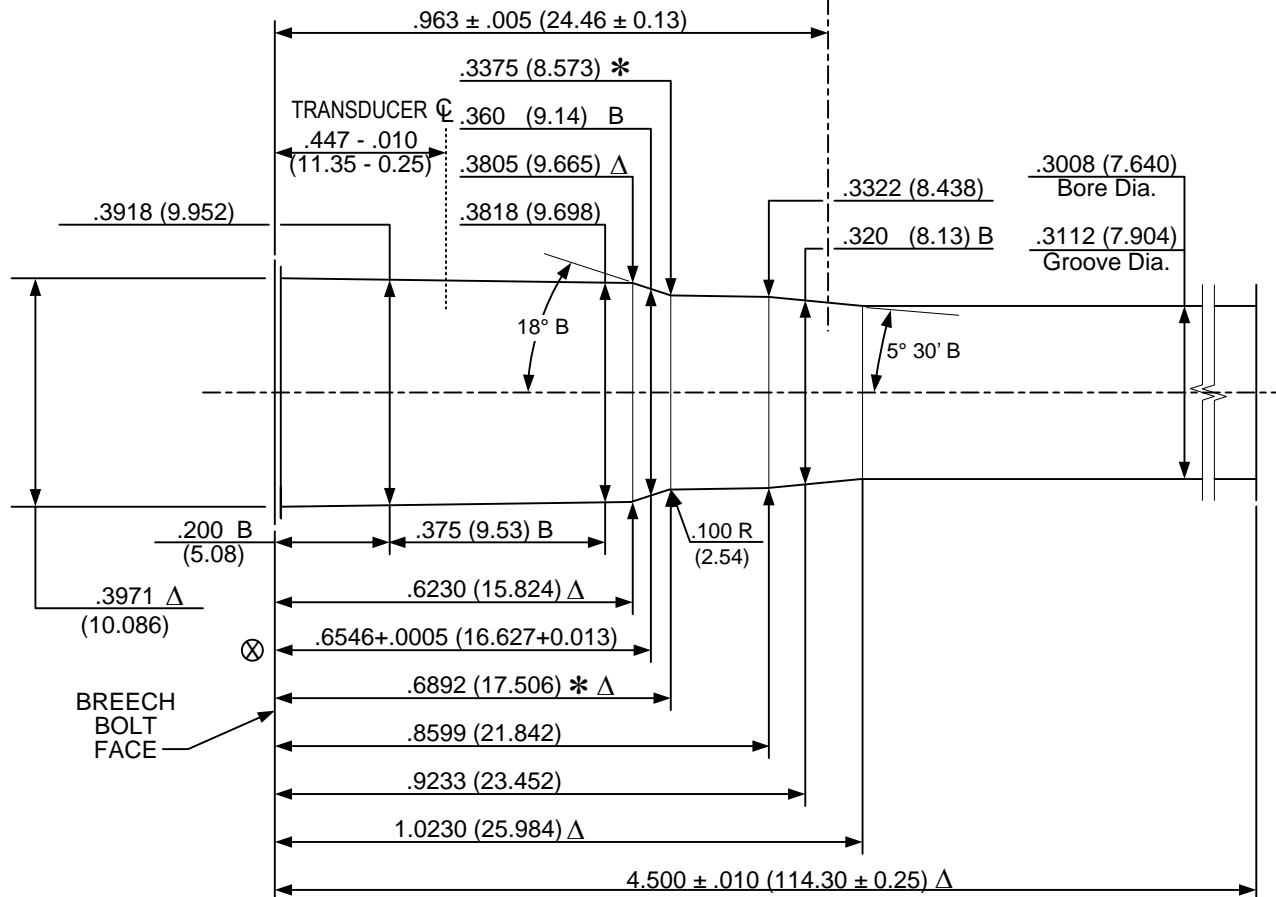 .963 ± .005 (24.46 ± 0.13)
.3375 (8.573) *
TRANSDUCER ℄
.360 (9.14) B
.447 - .010
(11.35 - 0.25)
.3805 (9.665) Δ
.3008 (7.640)
Bore Dia.
.3918 (9.952)
.3818 (9.698)
.3322 (8.438)
.320 (8.13) B
.3112 (7.904)
Groove Dia.
18° B
5° 30’ B
.200 B
(5.08)
.375 (9.53) B
.100 R
(2.54)
.3971 Δ
(10.086)
.6230 (15.824) Δ
Ⓧ
.6546+.0005 (16.627+0.013)
.6892 (17.506) * Δ
BREECH
BOLT
FACE
.8599 (21.842)
.9233 (23.452)
1.0230 (25.984) Δ
4.500 ± .010 (114.30 ± 0.25) Δ